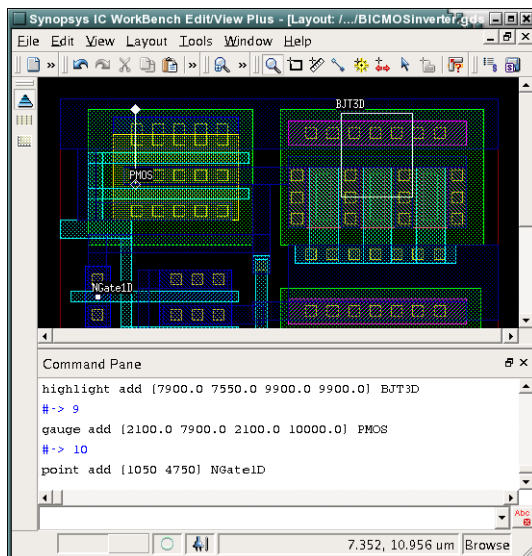 Synopsys IC WorkBench Edit/View Plus - [Layout: /.../BICMOSinverter.gds
File Edit View Layout Tools Window Help
BJT3D
PMOS
NGate1D
Command Pane
highlight add {7900.0 7550.0 9900.0 9900.0} BJT3D
#-> 9
gauge add {2100.0 7900.0 2100.0 10000.0} PMOS
#-> 10
point add {1050 4750} NGate1D
Abc
7.352, 10.956 um Browse